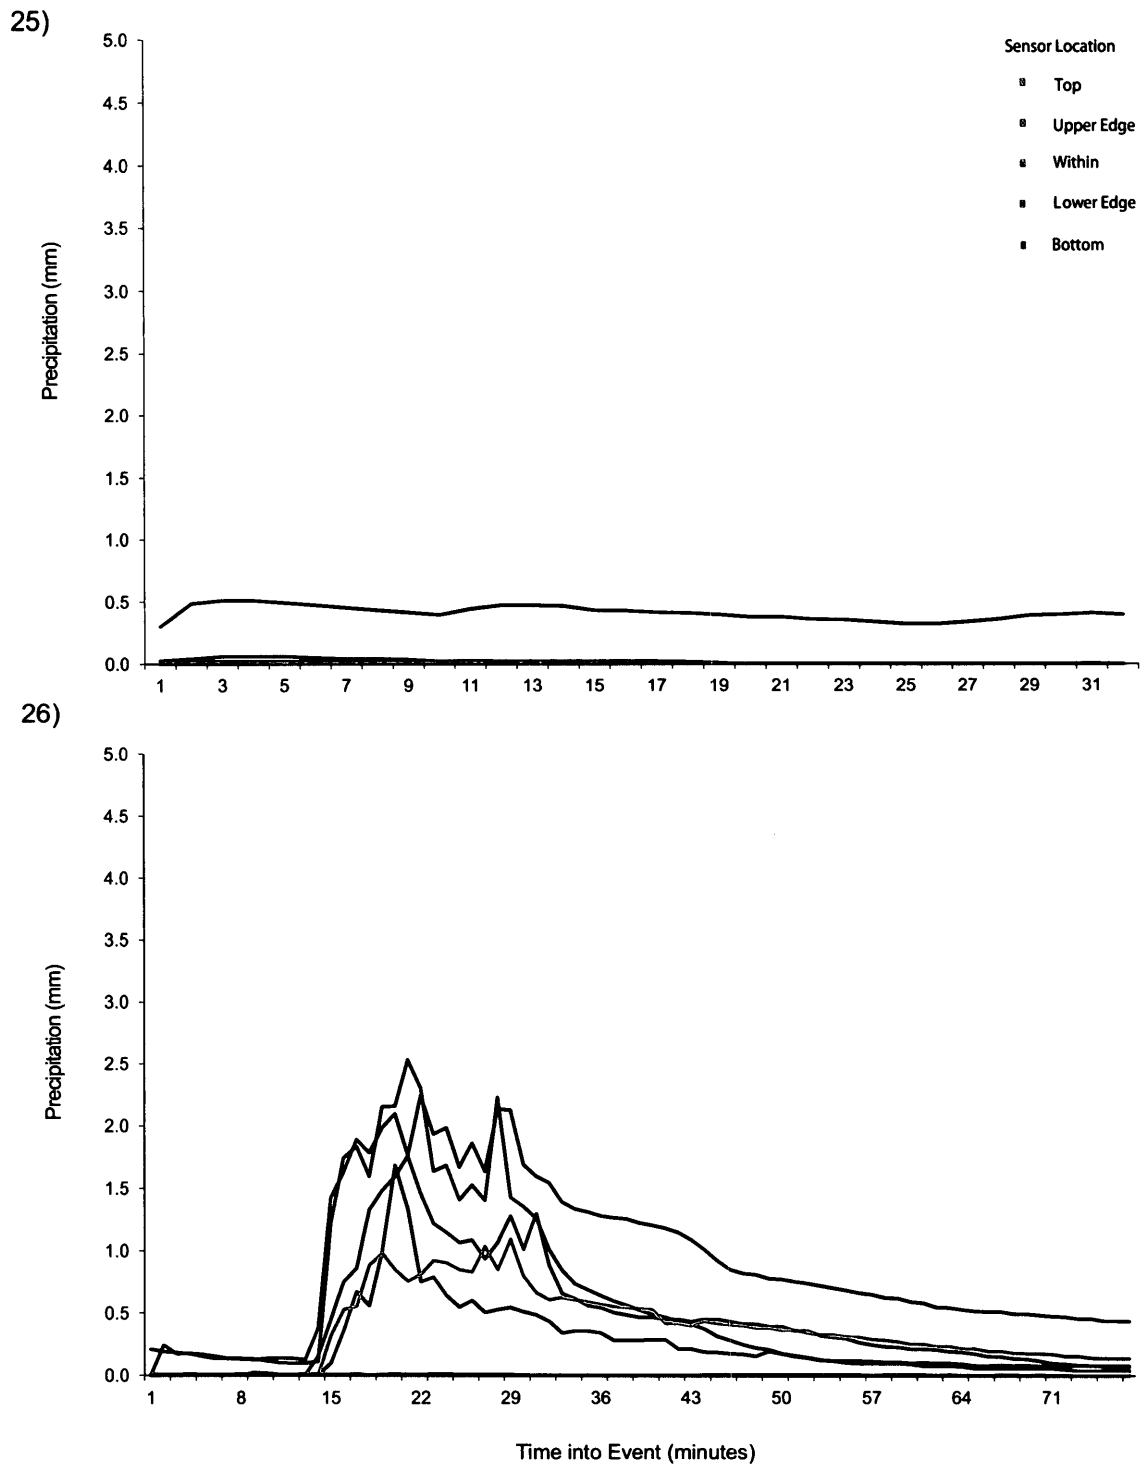 25)
5.0
4.5
4.0
3.5
3.0
2.5
2.0
1.5
1.0
0.5
0.0
Precipitation (mm)
Sensor Location
Top
Upper Edge
Within
Lower Edge
Bottom
1 3 5 7 9 11 13 15 17 19 21 23 25 27 29 31
26)
5.0
4.5
4.0
3.5
3.0
2.5
2.0
1.5
1.0
0.5
0.0
Precipitation (mm)
1 8 15 22 29 36 43 50 57 64 71
Time into Event (minutes)